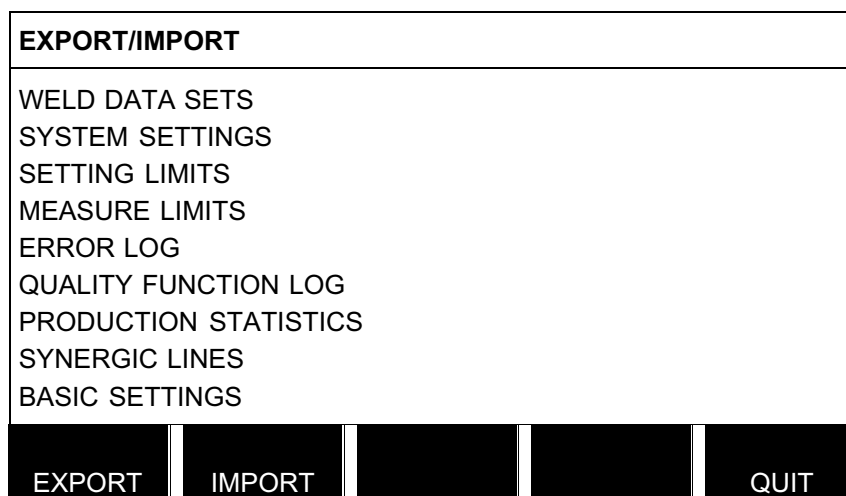 EXPORT/IMPORT
WELD DATA SETS
SYSTEM SETTINGS
SETTING LIMITS
MEASURE LIMITS
ERROR LOG
QUALITY FUNCTION LOG
PRODUCTION STATISTICS
SYNERGIC LINES
BASIC SETTINGS
EXPORT IMPORT QUIT